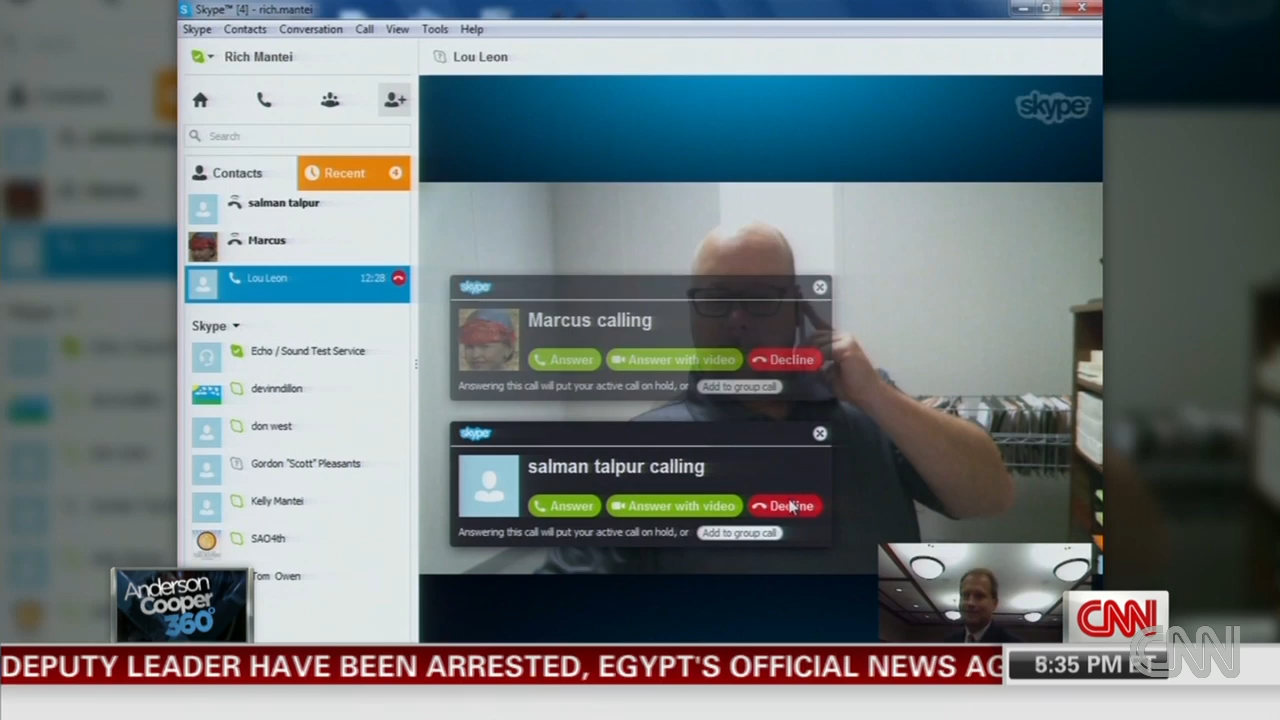 Skype™ [4] - rich.mantei
Skype Contacts Conversation Call View Tools Help
Rich Mantei
Lou Leon
skype
Search
Contacts
Recent 4
salman talpur
Marcus
Lou Leon 12:28
Skype
Echo / Sound Test Service
devinndillon
don west
Gordon "Scott" Pleasants
Kelly Mantei
SAO4th
Tom Owen
skype
Marcus calling
Answer Answer with video Decline
Answering this call will put your active call on hold, or Add to group call
skype
salman talpur calling
Answer Answer with video Decline
Answering this call will put your active call on hold, or Add to group call
Anderson
Cooper
360°
CNN
DEPUTY LEADER HAVE BEEN ARRESTED, EGYPT'S OFFICIAL NEWS AG
8:35 PM ET
CNN